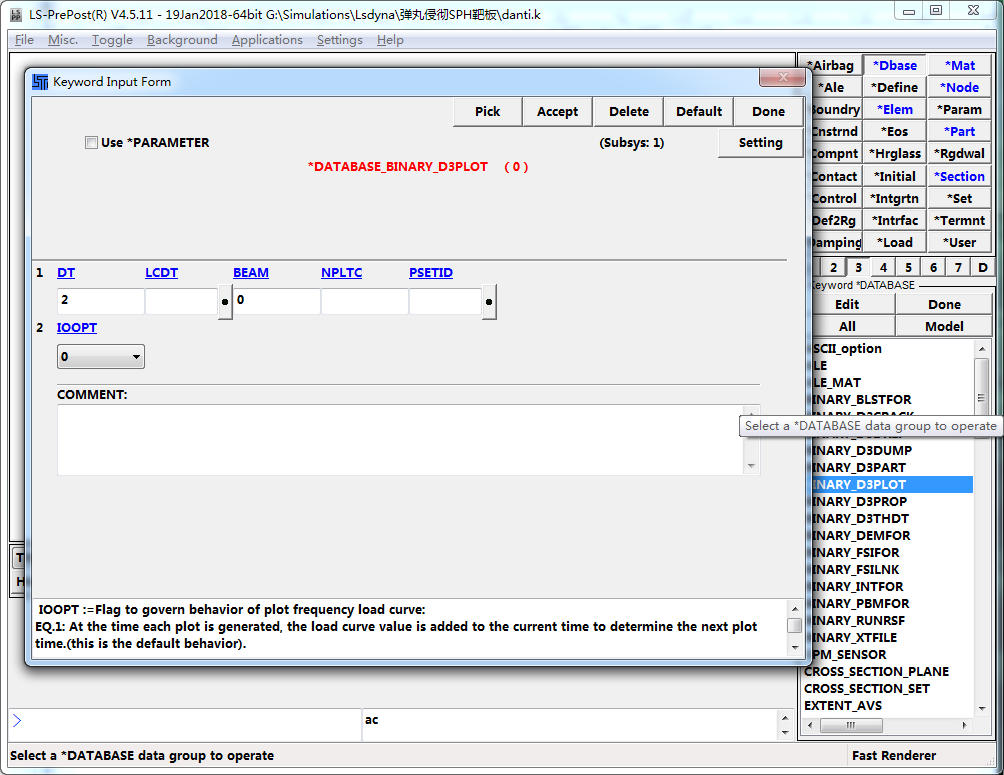 LS-PrePost(R) V4.5.11 - 19Jan2018-64bit G:\Simulations\Lsdyna\弹丸侵彻SPH靶板\danti.k
File Misc. Toggle Background Applications Settings Help
Keyword Input Form
Pick Accept Delete Default Done
Use *PARAMETER (Subsys: 1) Setting
*DATABASE_BINARY_D3PLOT (0)
1 DT LCDT BEAM NPLTC PSETID
2 0
2 IOOPT
0
COMMENT:
IOOPT :=Flag to govern behavior of plot frequency load curve:
EQ.1: At the time each plot is generated, the load curve value is added to the current time to determine the next plot
time.(this is the default behavior).
*Airbag *Dbase *Mat
*Ale *Define *Node
oundry *Elem *Param
Cnstrnd *Eos *Part
Compnt *Hrglass *Rgdwal
Contact *Initial *Section
Control *Intgrtn *Set
Def2Rg *Intrfac *Termnt
Damping *Load *User
2 3 4 5 6 7 D
Keyword *DATABASE
Edit Done
All Model
SCII_option
LE
LE_MAT
INARY_BLSTFOR
Select a *DATABASE data group to operate
INARY_D3DUMP
INARY_D3PART
INARY_D3PLOT
INARY_D3PROP
INARY_D3THDT
INARY_DEMFOR
INARY_FSIFOR
INARY_FSILNK
INARY_INTFOR
INARY_PBMFOR
INARY_RUNRSF
INARY_XTFILE
PM_SENSOR
CROSS_SECTION_PLANE
CROSS_SECTION_SET
EXTENT_AVS
T
H
> ac
Select a *DATABASE data group to operate Fast Renderer